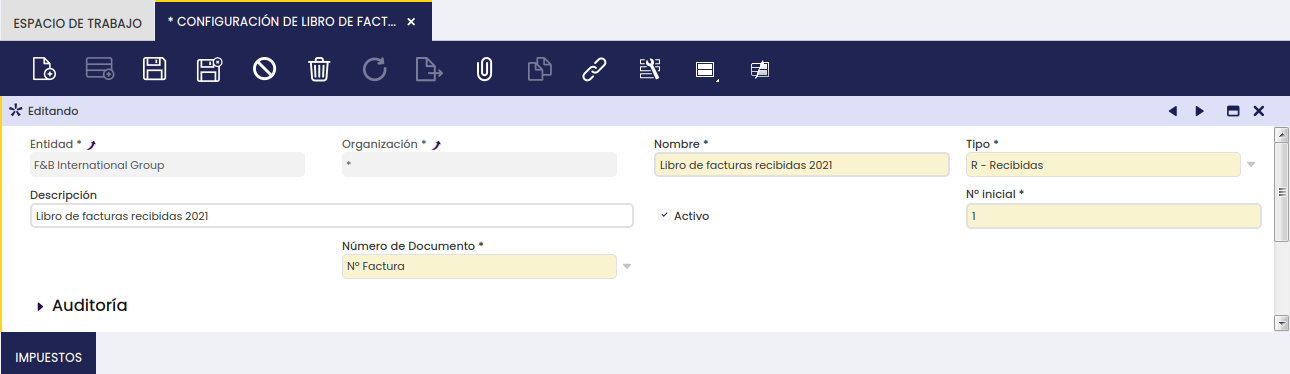 ESPACIO DE TRABAJO
* CONFIGURACIÓN DE LIBRO DE FACT...
Editando
Entidad * Organización * Nombre * Tipo *
F&B International Group * Libro de facturas recibidas 2021 R - Recibidas
Descripción Nº inicial *
Libro de facturas recibidas 2021 Activo 1
Número de Documento *
Nº Factura
Auditoría
IMPUESTOS